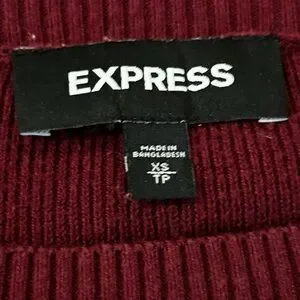 EXPRESS
MADE IN
BANGLADESH
XS
TP